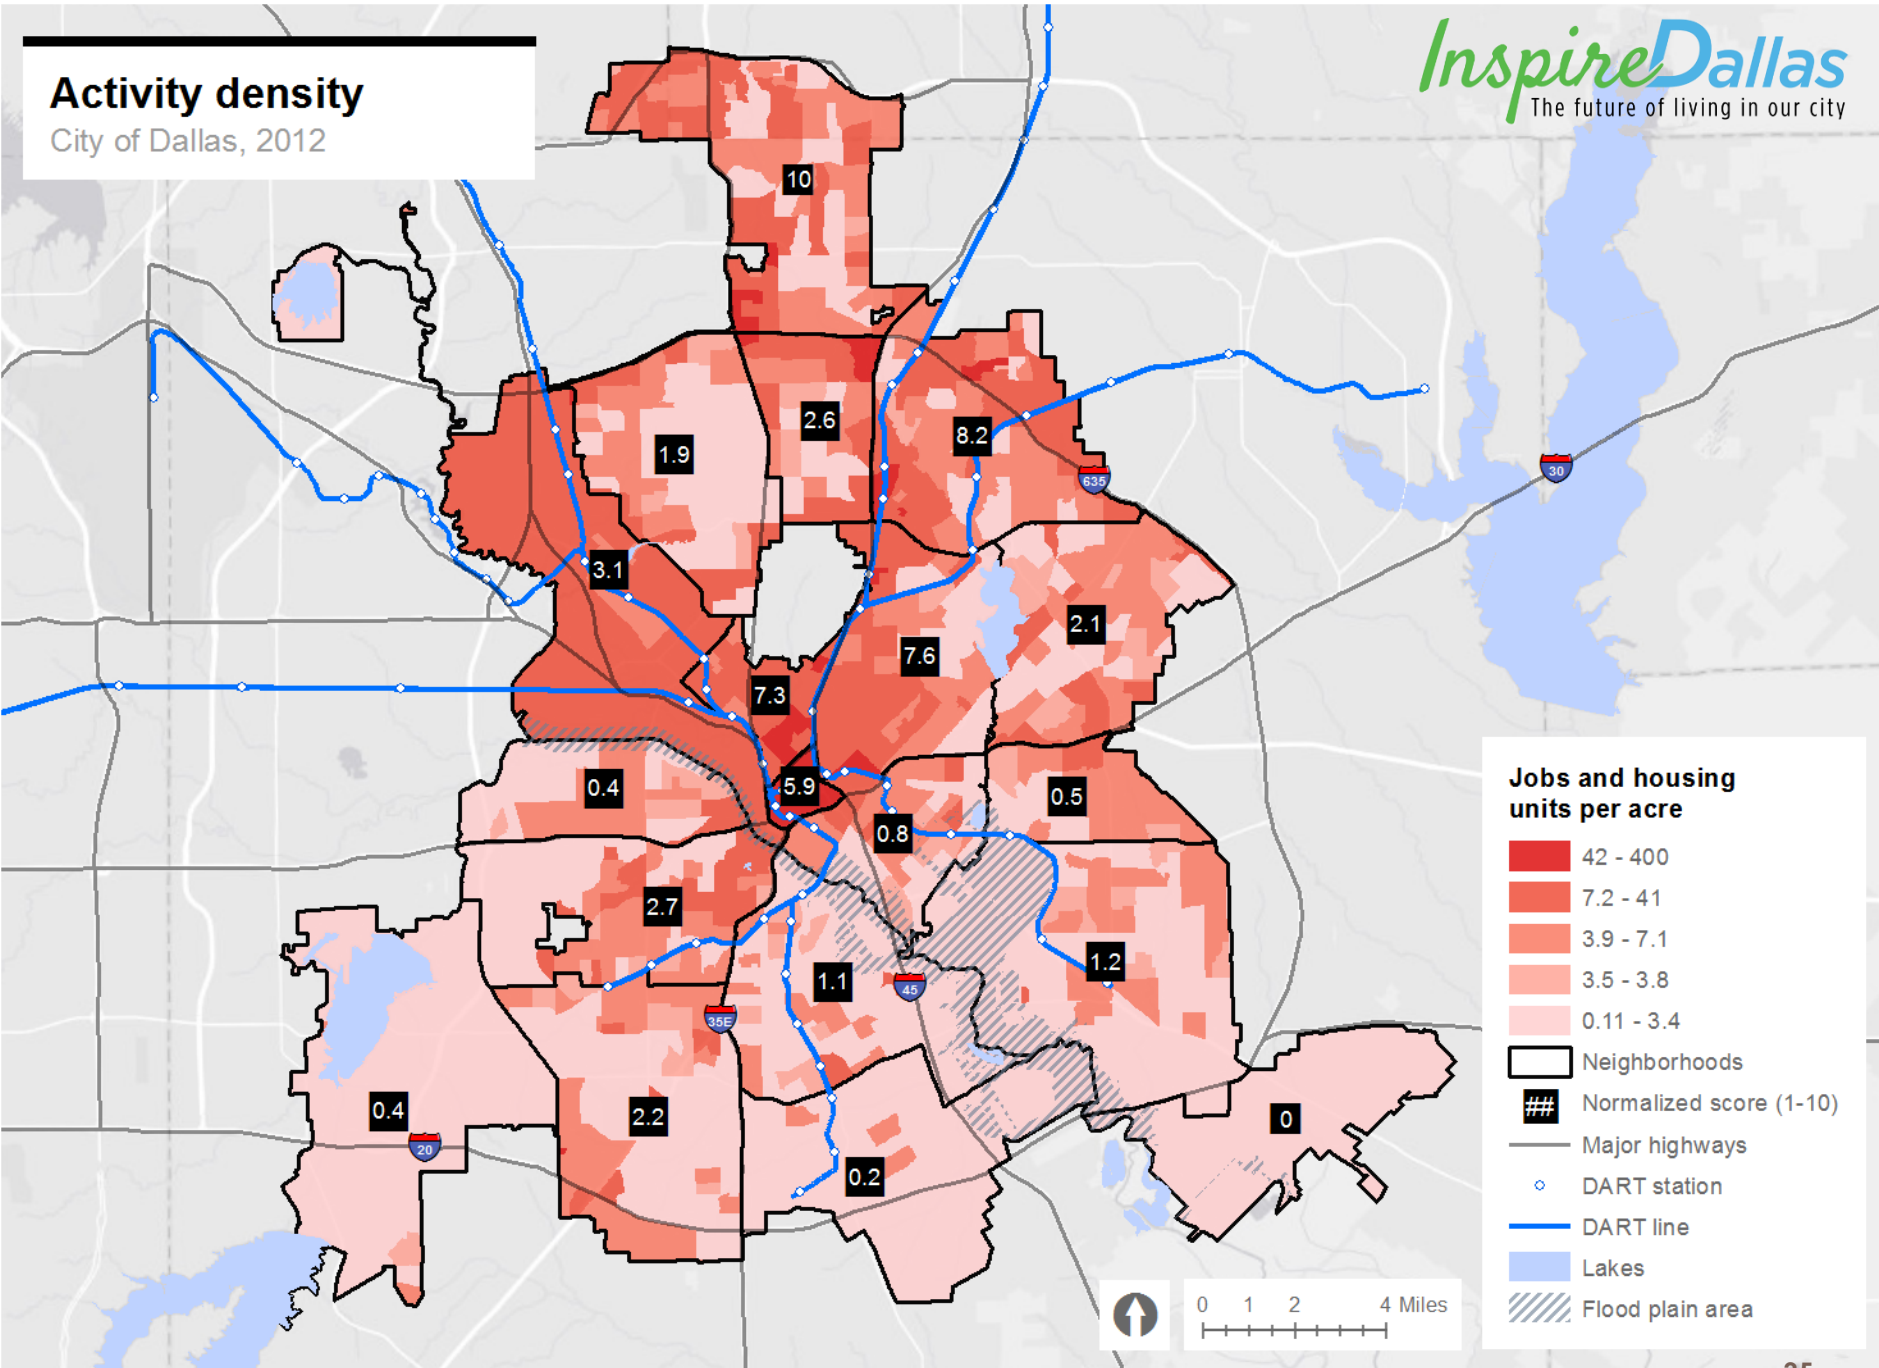 Activity density
City of Dallas, 2012
InspireDallas
The future of living in our city
10
1.9
2.6
8.2
635
30
3.1
2.1
7.6
7.3
0.4
5.9
0.5
0.8
2.7
1.2
1.1
45
35E
0.4
2.2
0
20
0.2
Jobs and housing
units per acre
42 - 400
7.2 - 41
3.9 - 7.1
3.5 - 3.8
0.11 - 3.4
Neighborhoods
## Normalized score (1-10)
Major highways
DART station
DART line
Lakes
Flood plain area
0 1 2 4 Miles